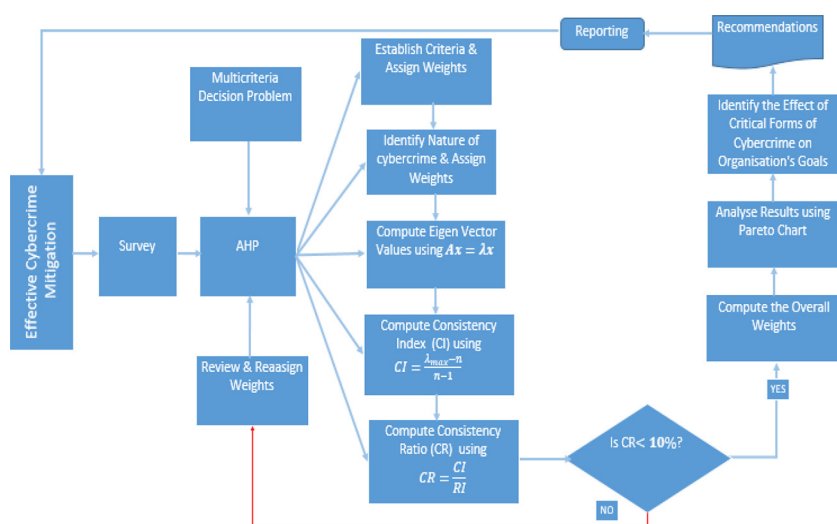 Reporting
Recommendations
Establish Criteria &
Assign Weights
Multicriteria
Decision Problem
Identify the Effect of
Critical Forms of
Cybercrime on
Organisation's Goals
Identify Nature of
cybercrime & Assign
Weights
Effective Cybercrime
Mitigation
Survey
AHP
Compute Eigen Vector
Values using Ax = λx
Analyse Results using
Pareto Chart
Compute Consistency
Index (CI) using
CI = (λmax−n)/(n−1)
Compute the Overall
Weights
Review & Reaasign
Weights
YES
Compute Consistency
Ratio (CR) using
CR = CI/RI
Is CR< 10%?
NO